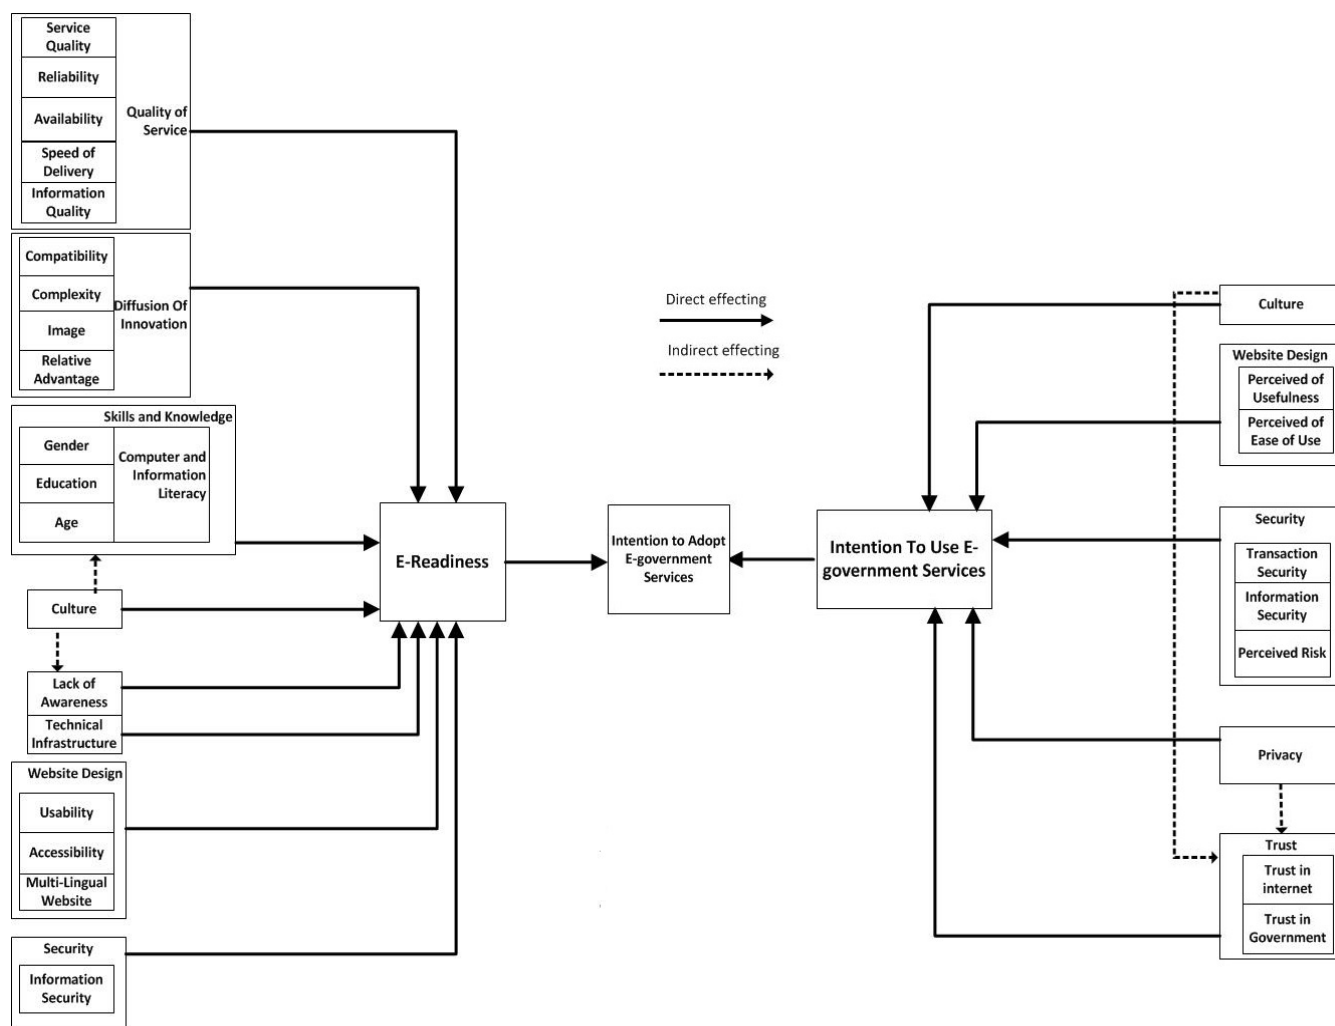 Service
Quality
Reliability
Availability
Speed of
Delivery
Information
Quality
Quality of
Service
Compatibility
Complexity
Image
Relative
Advantage
Diffusion Of
Innovation
Skills and Knowledge
Gender
Education
Age
Computer and
Information
Literacy
Culture
Lack of
Awareness
Technical
Infrastructure
Website Design
Usability
Accessibility
Multi-Lingual
Website
Security
Information
Security
E-Readiness
Intention to Adopt
E-government
Services
Direct effecting
Indirect effecting
Intention To Use E-
government Services
Culture
Website Design
Perceived of
Usefulness
Perceived of
Ease of Use
Security
Transaction
Security
Information
Security
Perceived Risk
Privacy
Trust
Trust in
internet
Trust in
Government